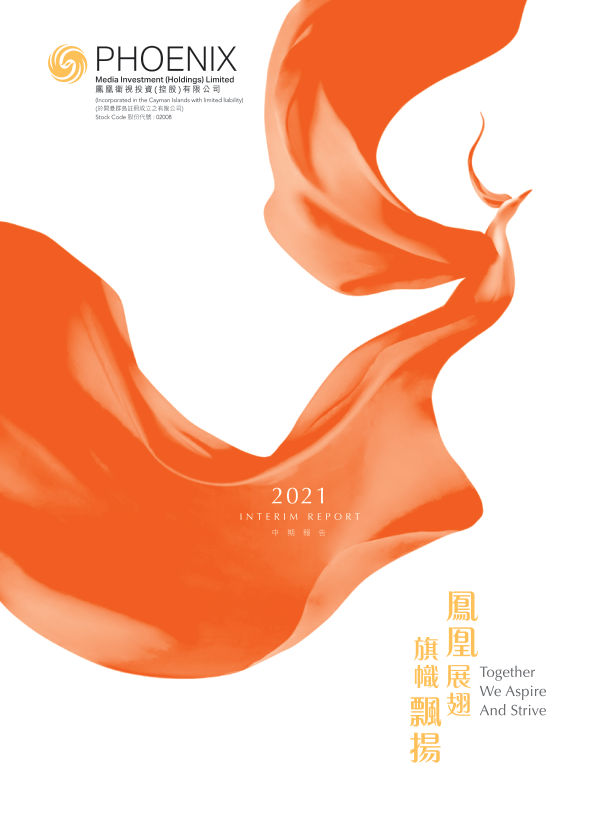 PHOENIX
Media Investment (Holdings) Limited
鳳凰衛視投資(控股)有限公司
(Incorporated in the Cayman Islands with limited liability)
(於開曼群島註冊成立之有限公司)
Stock Code 股份代號 : 02008
2021
INTERIM REPORT
中期報告
鳳凰展翅
旗幟飄揚
Together
We Aspire
And Strive